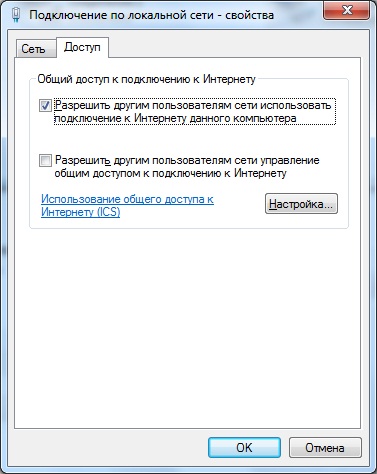 Подключение по локальной сети - свойства
Сеть
Доступ
Общий доступ к подключению к Интернету
Разрешить другим пользователям сети использовать
подключение к Интернету данного компьютера
Разрешить другим пользователям сети управление
общим доступом к подключению к Интернету
Использование общего доступа к
Интернету (ICS)
Настройка...
OK
Отмена